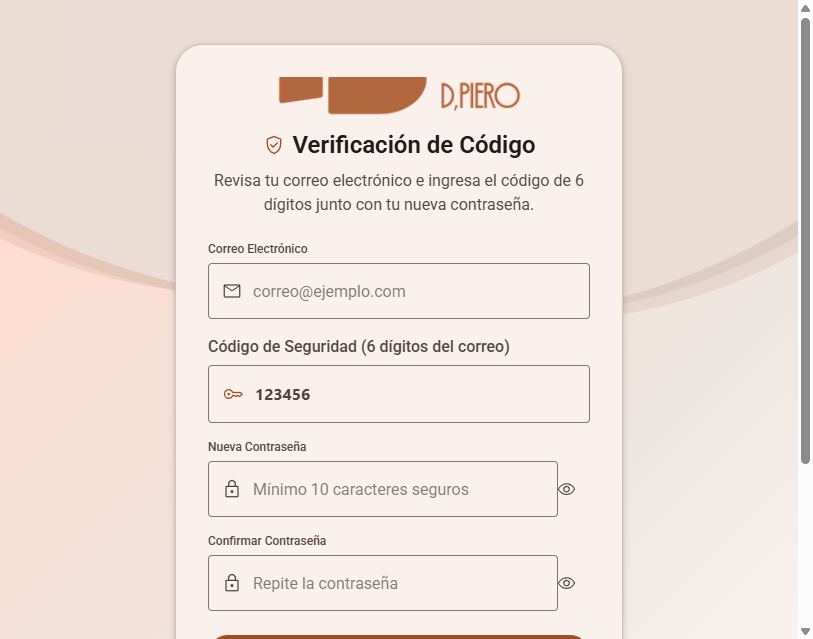 D,PIERO
Verificación de Código
Revisa tu correo electrónico e ingresa el código de 6
dígitos junto con tu nueva contraseña.
Correo Electrónico
correo@ejemplo.com
Código de Seguridad (6 dígitos del correo)
123456
Nueva Contraseña
Mínimo 10 caracteres seguros
Confirmar Contraseña
Repite la contraseña